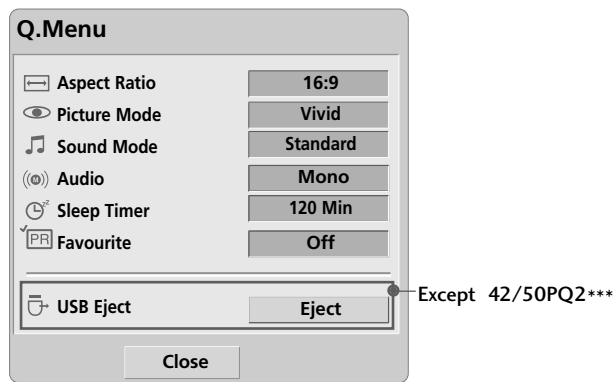 Q.Menu
Aspect Ratio 16:9
Picture Mode Vivid
Sound Mode Standard
Audio Mono
Sleep Timer 120 Min
PR Favourite Off
USB Eject Eject
Except 42/50PQ2***
Close